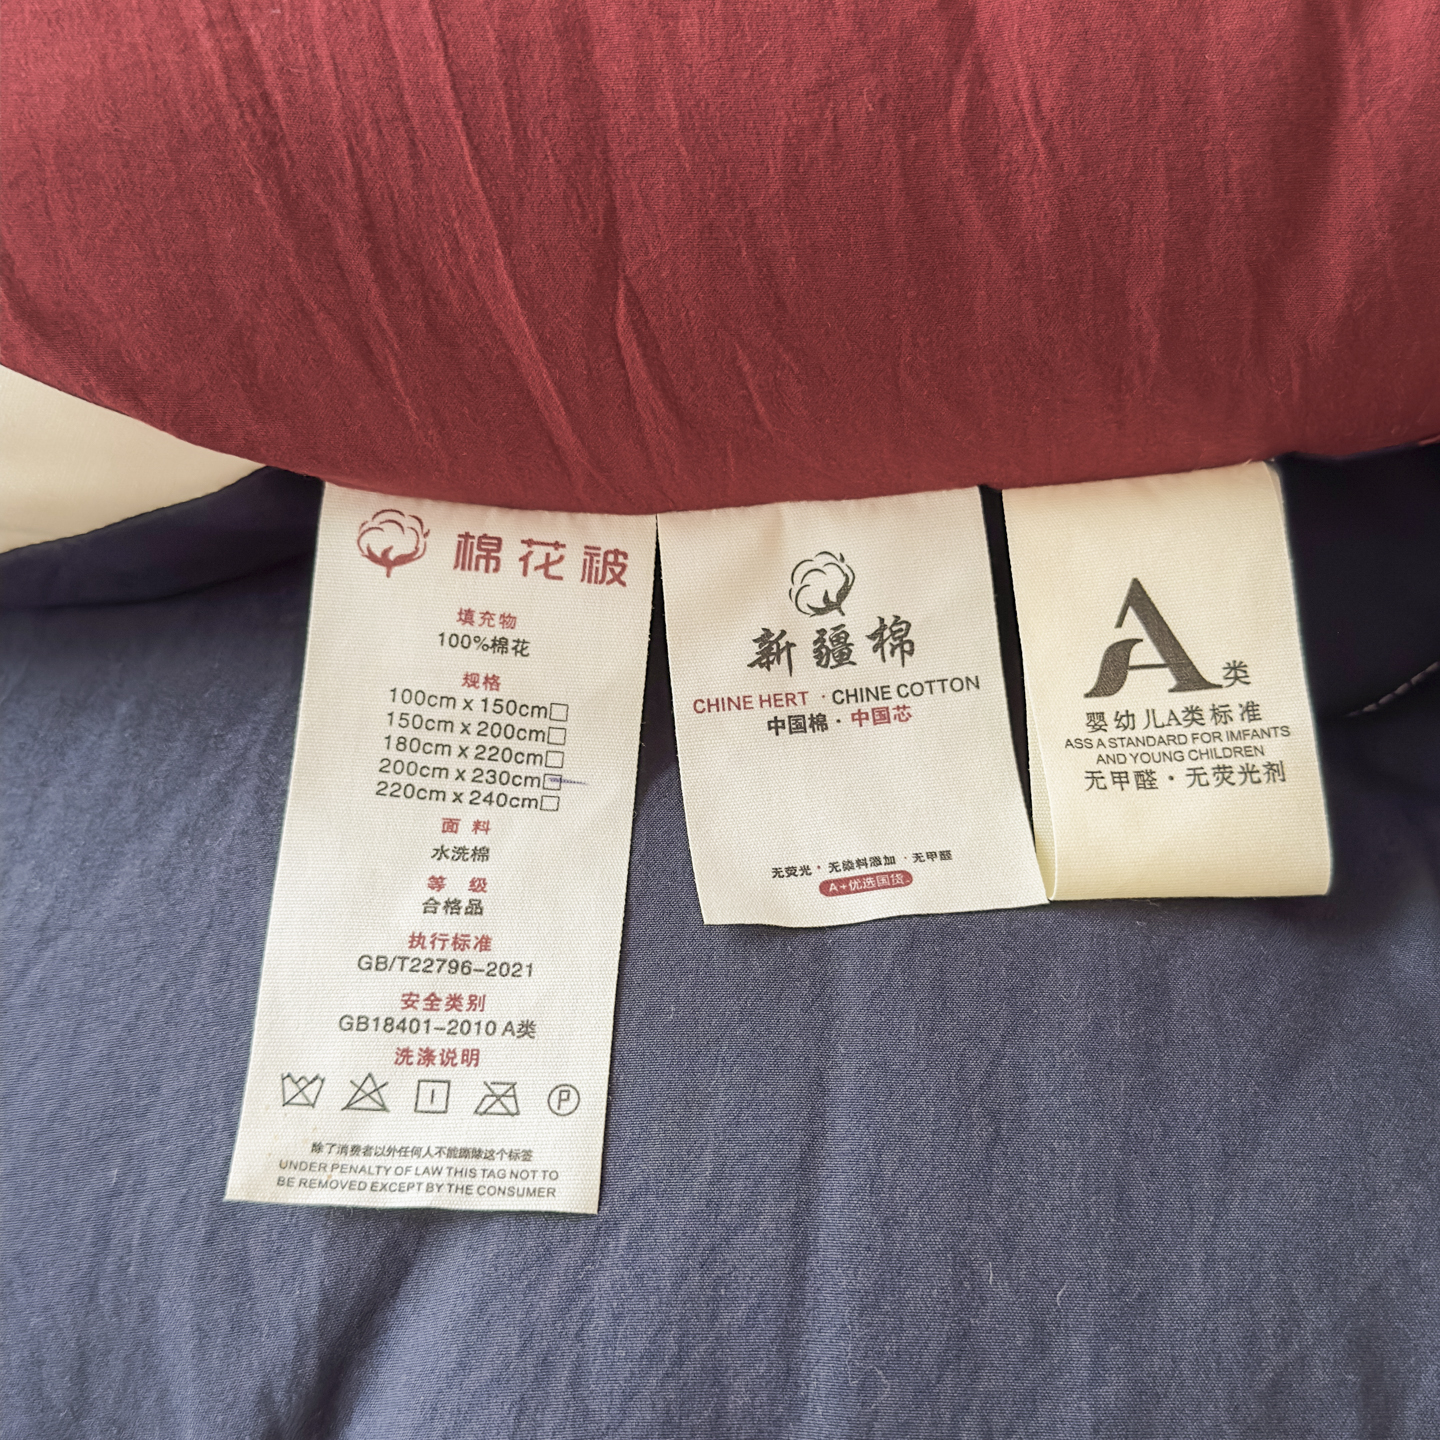 棉花被
填充物
100%棉花
规格
100cm x 150cm□
150cm x 200cm□
180cm x 220cm□
200cm x 230cm□
220cm x 240cm□
面 料
水洗棉
等 级
合格品
执行标准
GB/T22796-2021
安全类别
GB18401-2010 A类
洗涤说明
P
除了消费者以外任何人不能撕除这个标签
UNDER PENALTY OF LAW THIS TAG NOT TO
BE REMOVED EXCEPT BY THE CONSUMER
新疆棉
CHINE HERT · CHINE COTTON
中国棉·中国芯
无荧光·无染料添加·无甲醛
A+优选国货
A类
婴幼儿A类标准
ASS A STANDARD FOR IMFANTS
AND YOUNG CHILDREN
无甲醛·无荧光剂